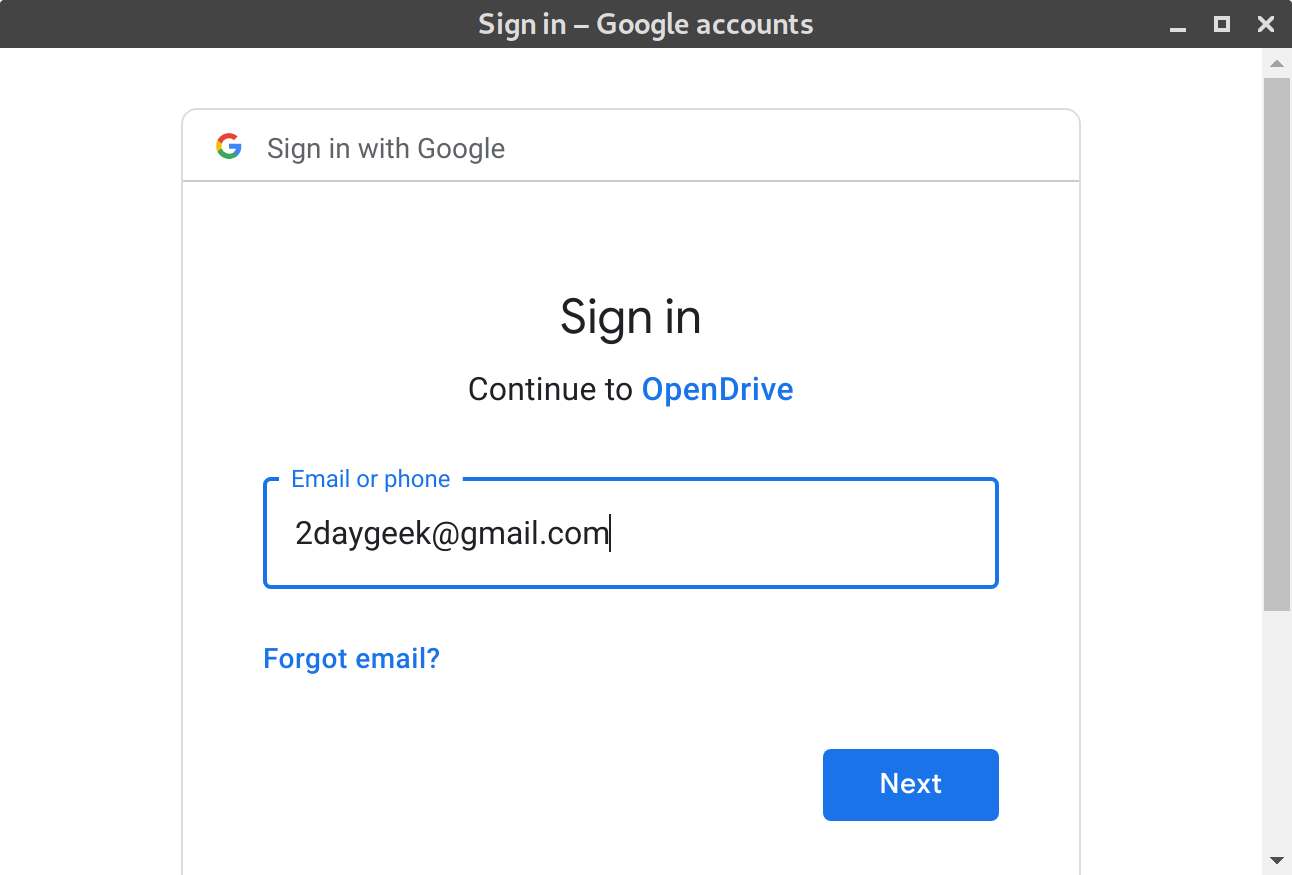 Sign in – Google accounts
Sign in with Google
Sign in
Continue to OpenDrive
Email or phone
2daygeek@gmail.com
Forgot email?
Next